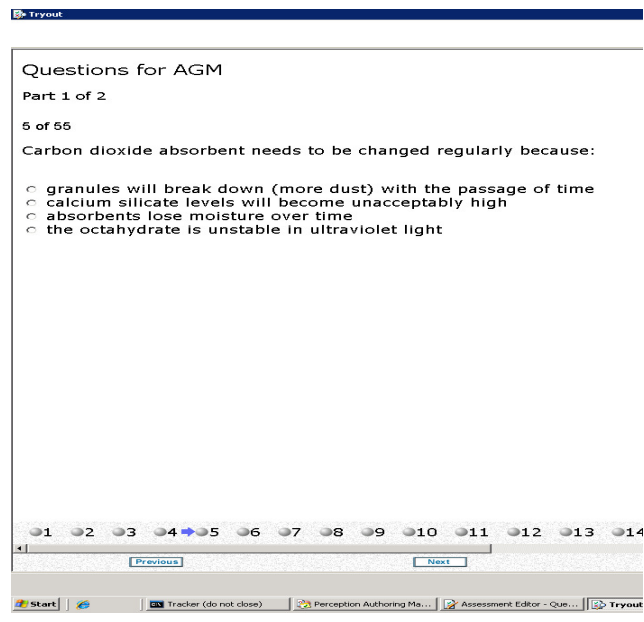 Tryout
Questions for AGM
Part 1 of 2
5 of 55
Carbon dioxide absorbent needs to be changed regularly because:
granules will break down (more dust) with the passage of time
calcium silicate levels will become unacceptably high
absorbents lose moisture over time
the octahydrate is unstable in ultraviolet light
1 2 3 4 5 6 7 8 9 10 11 12 13 14
Previous Next
Start Tracker (do not close) Perception Authoring Ma... Assessment Editor - Que... Tryout